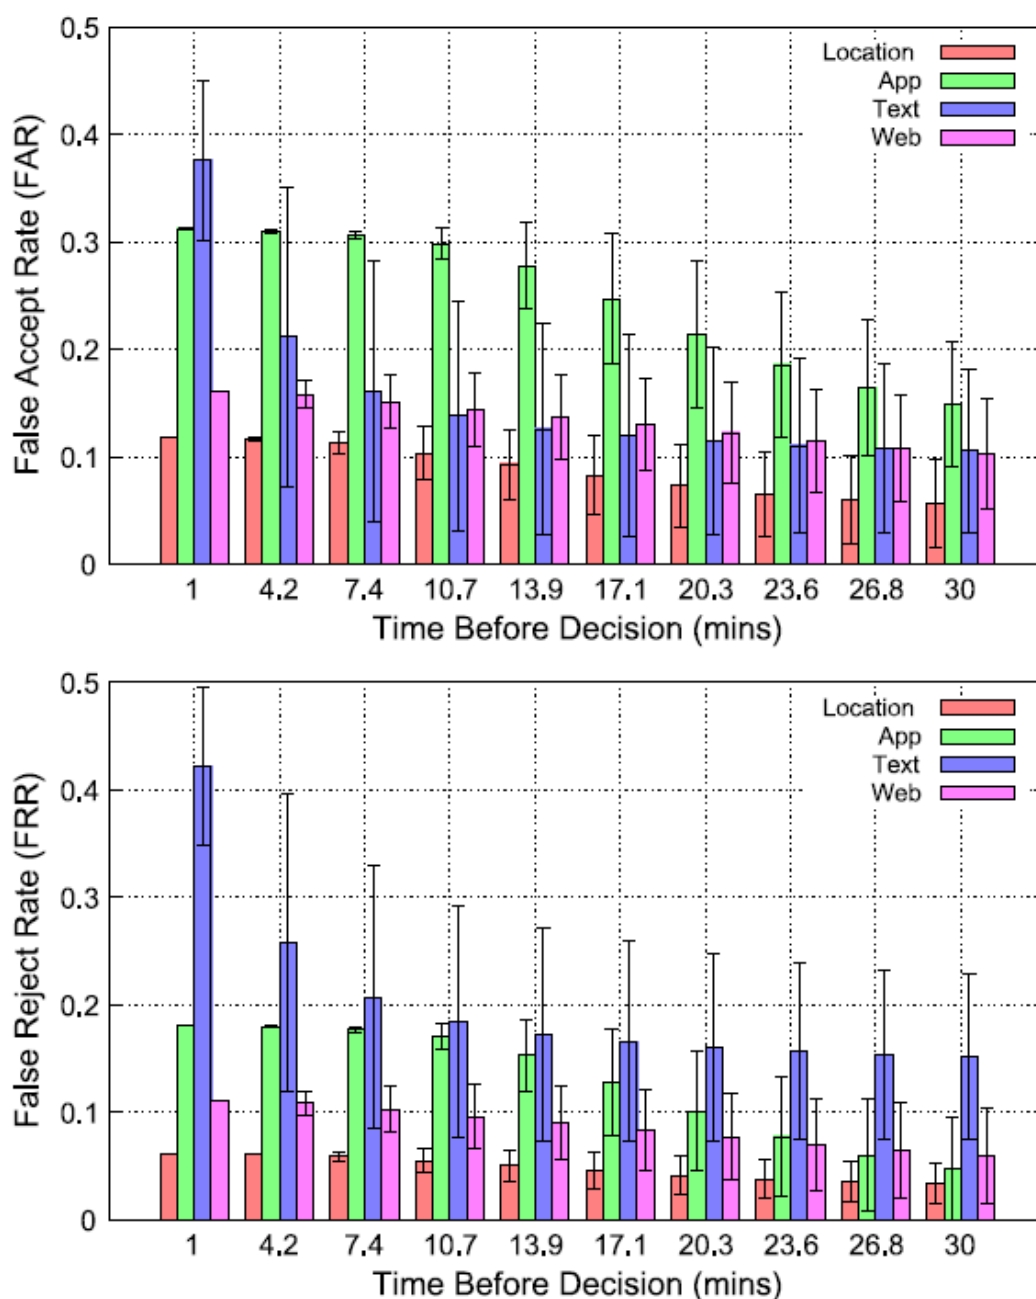 False Accept Rate (FAR)
0.5
0.4
0.3
0.2
0.1
0
Location
App
Text
Web
1 4.2 7.4 10.7 13.9 17.1 20.3 23.6 26.8 30
Time Before Decision (mins)
False Reject Rate (FRR)
0.5
0.4
0.3
0.2
0.1
0
Location
App
Text
Web
1 4.2 7.4 10.7 13.9 17.1 20.3 23.6 26.8 30
Time Before Decision (mins)